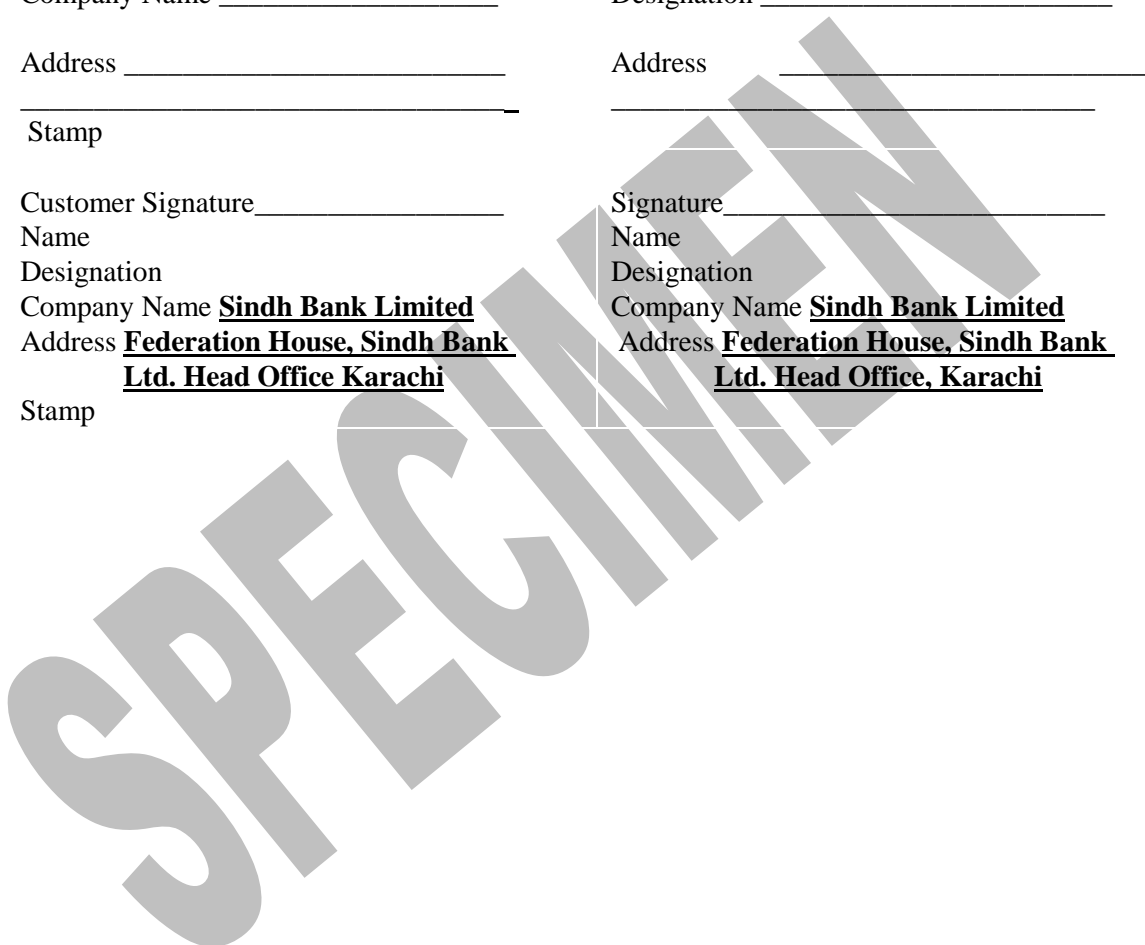 Company Name ___________________ Designation ________________________
Address __________________________ Address _________________________
__________________________________ _________________________________
Stamp
Customer Signature_________________ Signature__________________________
Name Name
Designation Designation
Company Name Sindh Bank Limited Company Name Sindh Bank Limited
Address Federation House, Sindh Bank Address Federation House, Sindh Bank
Ltd. Head Office Karachi Ltd. Head Office, Karachi
Stamp
SPECIMEN